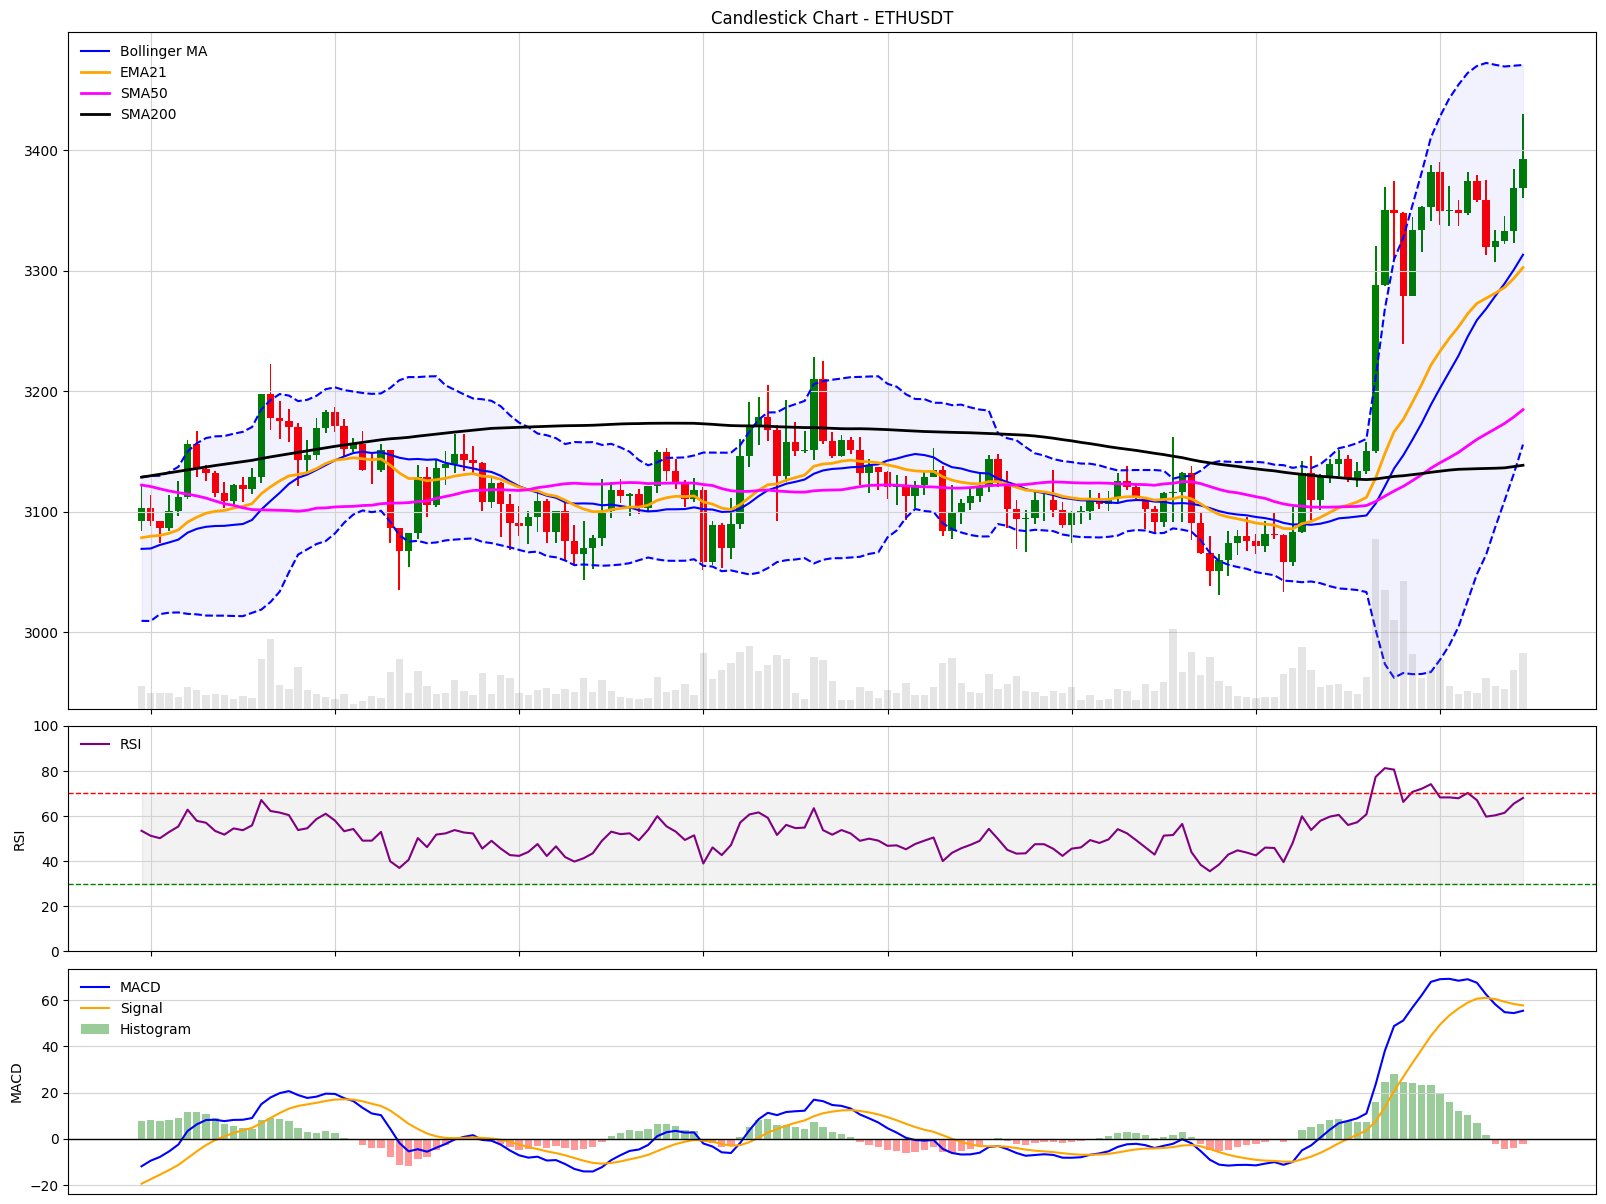 Candlestick Chart - ETHUSDT
Bollinger MA
EMA21
SMA50
SMA200
3400
3300
3200
3100
3000
RSI
100
80
60
40
20
0
RSI
MACD
Signal
Histogram
60
40
20
0
−20
MACD